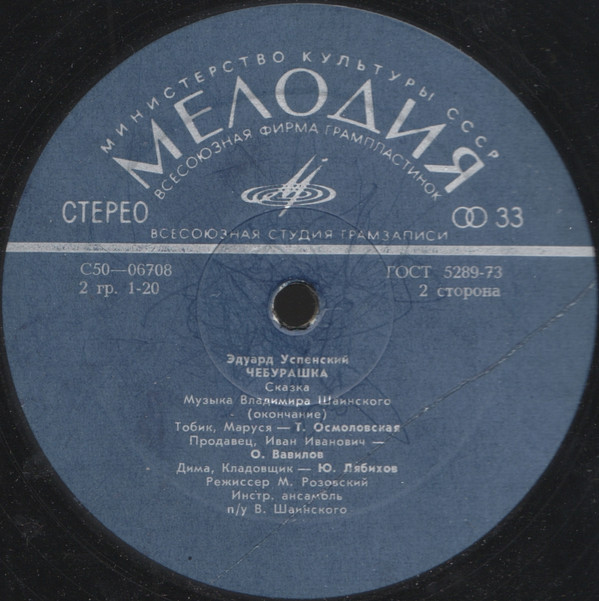 МИНИСТЕРСТВО КУЛЬТУРЫ СССР
МЕЛОДИЯ
ВСЕСОЮЗНАЯ ФИРМА ГРАМПЛАСТИНОК
СТЕРЕО 33
ВСЕСОЮЗНАЯ СТУДИЯ ГРАМЗАПИСИ
С50—06708 ГОСТ 5289-73
2 гр. 1-20 2 сторона
Эдуард Успенский
ЧЕБУРАШКА
Сказка
Музыка Владимира Шаинского
(окончание)
Тобик, Маруся — Т. Осмоловская
Продавец, Иван Иванович —
О. Вавилов
Дима, Кладовщик — Ю. Лябихов
Режиссер М. Розовский
Инстр. ансамбль
п/у В. Шаинского